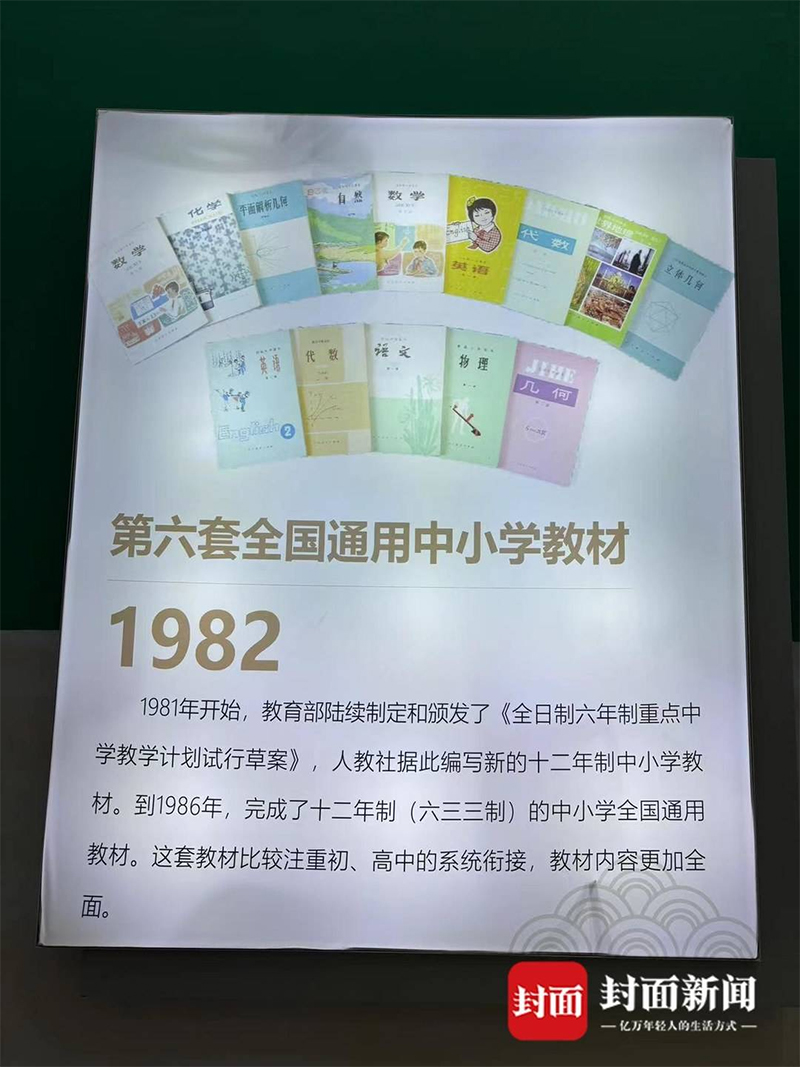 数学
化学
平面解析几何
自然
数学
English
英语
代数
世界地理
立体几何
英语
English 2
代数
语文
物理
JIHE
几何
第六套全国通用中小学教材
1982
1981年开始，教育部陆续制定和颁发了《全日制六年制重点中
学教学计划试行草案》，人教社据此编写新的十二年制中小学教
材。到1986年，完成了十二年制（六三三制）的中小学全国通用
教材。这套教材比较注重初、高中的系统衔接，教材内容更加全
面。
封面
封面新闻
亿万年轻人的生活方式